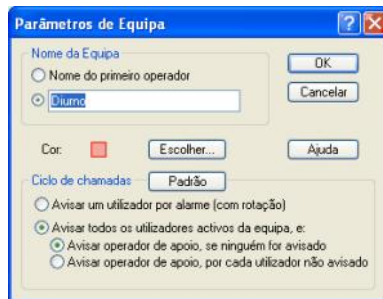 Parâmetros de Equipa
Nome da Equipa
Nome do primeiro operador
Diurno
OK
Cancelar
Cor:
Escolher...
Ajuda
Ciclo de chamadas
Padrão
Avisar um utilizador por alarme (com rotação)
Avisar todos os utilizadores activos da equipa, e:
Avisar operador de apoio, se ninguém for avisado
Avisar operador de apoio, por cada utilizador não avisado